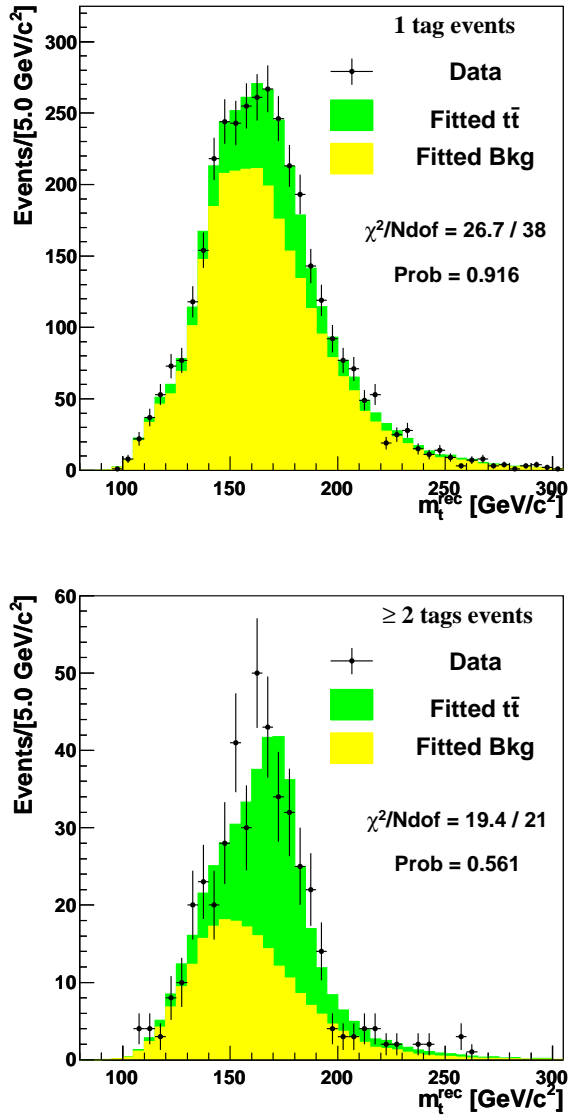 1 tag events
Data
Fitted tt̄
Fitted Bkg
χ²/Ndof = 26.7 / 38
Prob = 0.916
Events/[5.0 GeV/c²]
300
250
200
150
100
50
0
100 150 200 250 300
m_t^rec [GeV/c²]
≥ 2 tags events
Data
Fitted tt̄
Fitted Bkg
χ²/Ndof = 19.4 / 21
Prob = 0.561
Events/[5.0 GeV/c²]
60
50
40
30
20
10
0
100 150 200 250 300
m_t^rec [GeV/c²]